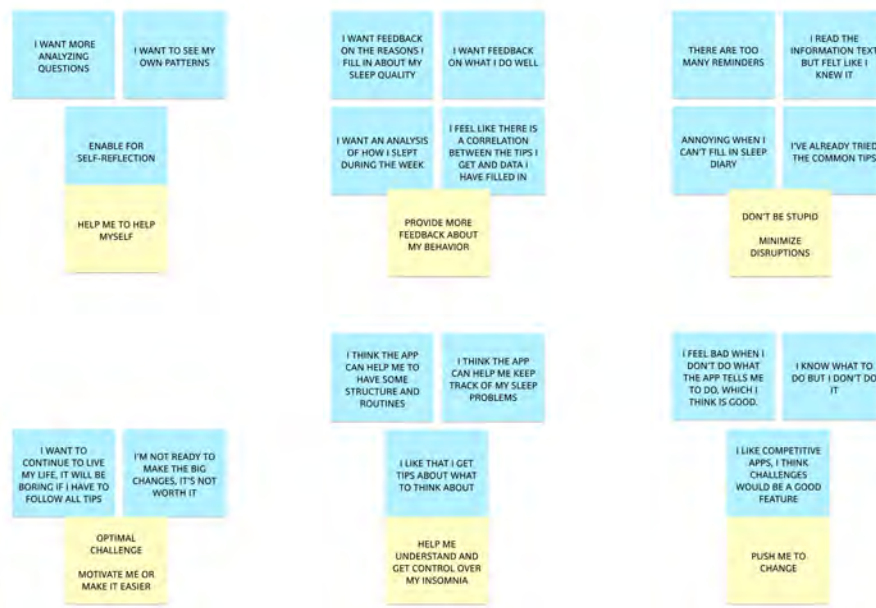 I WANT MORE
ANALYZING
QUESTIONS
I WANT TO SEE MY
OWN PATTERNS
ENABLE FOR
SELF-REFLECTION
HELP ME TO HELP
MYSELF
I WANT FEEDBACK
ON THE REASONS I
FILL IN ABOUT MY
SLEEP QUALITY
I WANT FEEDBACK
ON WHAT I DO WELL
I WANT AN ANALYSIS
OF HOW I SLEPT
DURING THE WEEK
I FEEL LIKE THERE IS
A CORRELATION
BETWEEN THE TIPS I
GET AND DATA I
HAVE FILLED IN
PROVIDE MORE
FEEDBACK ABOUT
MY BEHAVIOR
THERE ARE TOO
MANY REMINDERS
I READ THE
INFORMATION TEXT
BUT FELT LIKE I
KNEW IT
ANNOYING WHEN I
CAN'T FILL IN SLEEP
DIARY
I'VE ALREADY TRIED
THE COMMON TIPS
DON'T BE STUPID
MINIMIZE
DISRUPTIONS
I WANT TO
CONTINUE TO LIVE
MY LIFE, IT WILL BE
BORING IF I HAVE TO
FOLLOW ALL TIPS
I'M NOT READY TO
MAKE THE BIG
CHANGES, IT'S NOT
WORTH IT
OPTIMAL
CHALLENGE
MOTIVATE ME OR
MAKE IT EASIER
I THINK THE APP
CAN HELP ME TO
HAVE SOME
STRUCTURE AND
ROUTINES
I THINK THE APP
CAN HELP ME KEEP
TRACK OF MY SLEEP
PROBLEMS
I LIKE THAT I GET
TIPS ABOUT WHAT
TO THINK ABOUT
HELP ME
UNDERSTAND AND
GET CONTROL OVER
MY INSOMNIA
I FEEL BAD WHEN I
DON'T DO WHAT
THE APP TELLS ME
TO DO, WHICH I
THINK IS GOOD.
I KNOW WHAT TO
DO BUT I DON'T DO
IT
I LIKE COMPETITIVE
APPS, I THINK
CHALLENGES
WOULD BE A GOOD
FEATURE
PUSH ME TO
CHANGE